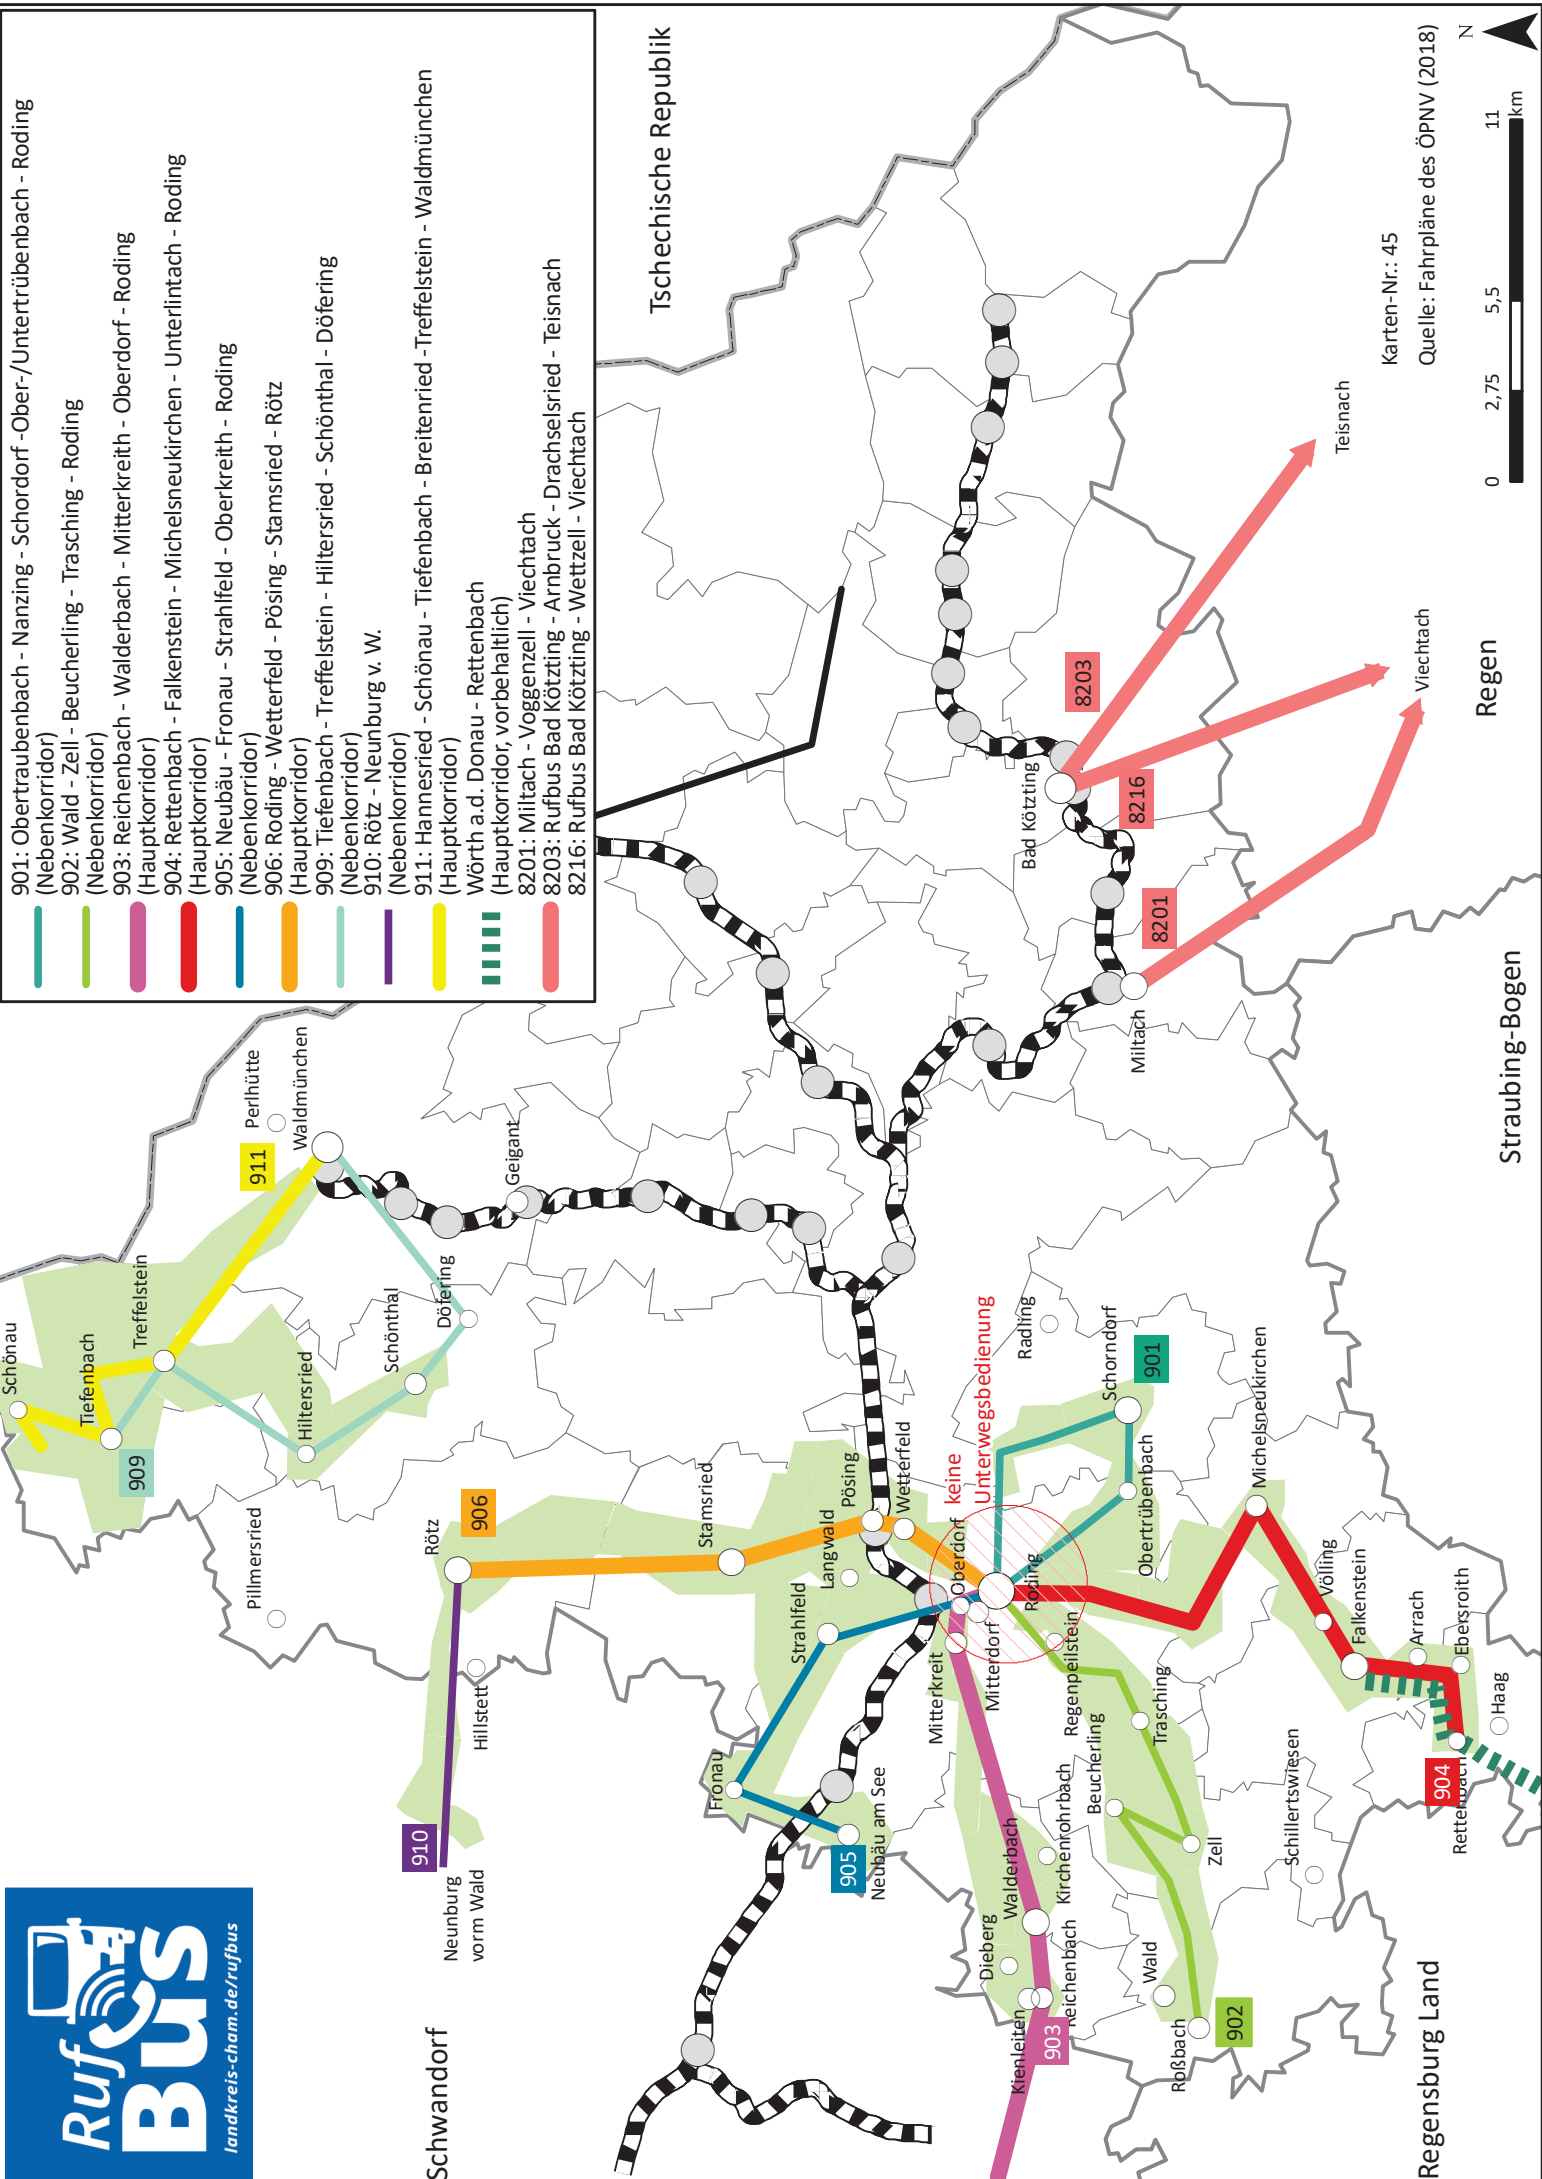 Ruf
Bus
landkreis-cham.de/rufbus
901: Obertraubenbach - Nanzing - Schordorf -Ober-/Untertrübenbach - Roding
(Nebenkorridor)
902: Wald - Zell - Beucherling - Trasching - Roding
(Nebenkorridor)
903: Reichenbach - Walderbach - Mitterkreith - Oberdorf - Roding
(Hauptkorridor)
904: Rettenbach - Falkenstein - Michelsneukirchen - Unterlintach - Roding
(Hauptkorridor)
905: Neubäu - Fronau - Strahlfeld - Oberkreith - Roding
(Nebenkorridor)
906: Roding - Wetterfeld - Pösing - Stamsried - Rötz
(Hauptkorridor)
909: Tiefenbach - Treffelstein - Hiltersried - Schönthal - Döfering
(Nebenkorridor)
910: Rötz - Neunburg v. W.
(Nebenkorridor)
911: Hannesried - Schönau - Tiefenbach - Breitenried -Treffelstein - Waldmünchen
(Hauptkorridor)
Wörth a.d. Donau - Rettenbach
(Hauptkorridor, vorbehaltlich)
8201: Miltach - Voggenzell - Viechtach
8203: Rufbus Bad Kötzting - Arnbruck - Drachselsried - Teisnach
8216: Rufbus Bad Kötzting - Wettzell - Viechtach
Schönau
Tiefenbach
909
Treffelstein
911
Perlhütte
Waldmünchen
Pillmersried
Hiltersried
Schönthal
Döfering
Geigant
910
Neunburg
vorm Wald
Hillstett
Rötz
906
Schwandorf
Tschechische Republik
Stamsried
Fronau
Strahlfeld
Langwald
Pösing
Wetterfeld
905
Neubäu am See
Mitterkreit
Oberdorf
keine
Unterwegsbedienung
Mitterdorf
Roding
Radling
Dieberg
Walderbach
Kirchenrohrbach
Kienleiten
903
Reichenbach
Regenpeilstein
Beucherling
Trasching
Obertrübenbach
Schorndorf
901
Wald
Roßbach
902
Zell
Bad Kötzting
8203
8216
8201
Miltach
Michelsneukirchen
Völling
Falkenstein
Arrach
Ebersroith
Schillertswiesen
904
Rettenbach
Haag
Teisnach
Viechtach
Regen
Straubing-Bogen
Regensburg Land
Karten-Nr.: 45
Quelle: Fahrpläne des ÖPNV (2018)
N
0 2,75 5,5 11
km